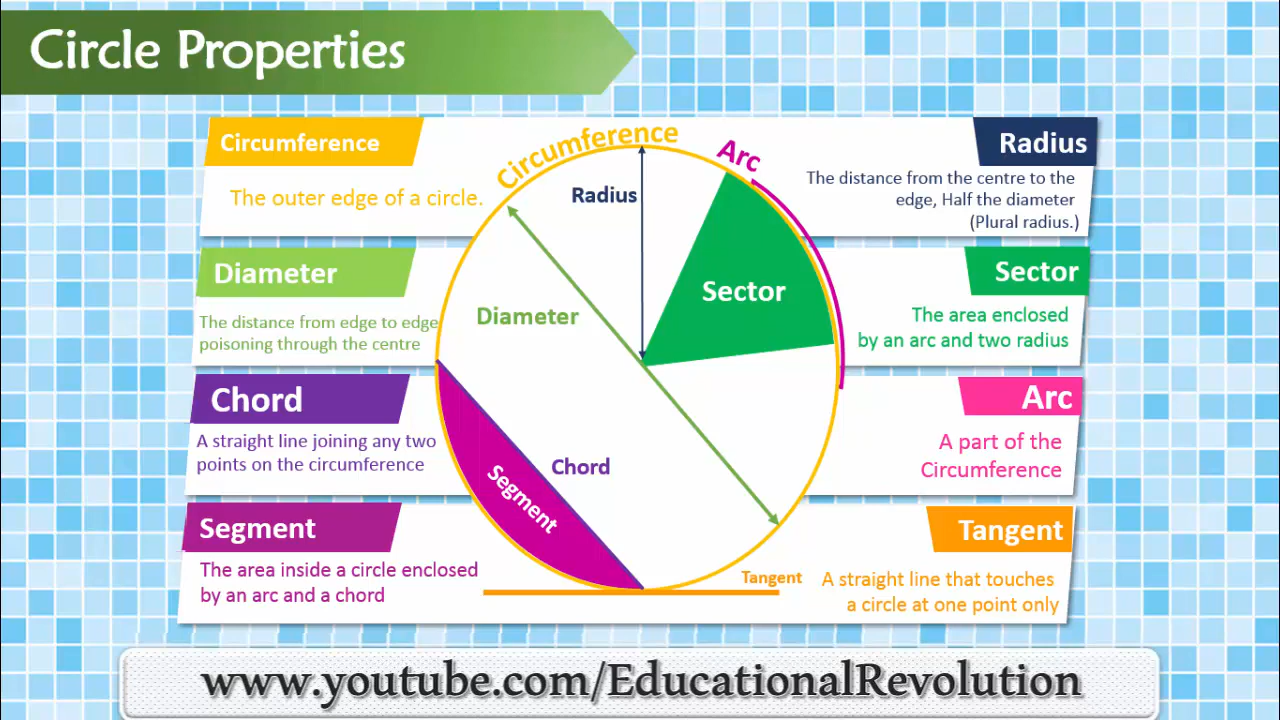 Circle Properties
Circumference
The outer edge of a circle.
Diameter
The distance from edge to edge
poisoning through the centre
Chord
A straight line joining any two
points on the circumference
Segment
The area inside a circle enclosed
by an arc and a chord
Circumference
Arc
Radius
Sector
Diameter
Chord
Segment
Tangent
Radius
The distance from the centre to the
edge, Half the diameter
(Plural radius.)
Sector
The area enclosed
by an arc and two radius
Arc
A part of the
Circumference
Tangent
A straight line that touches
a circle at one point only
www.youtube.com/EducationalRevolution